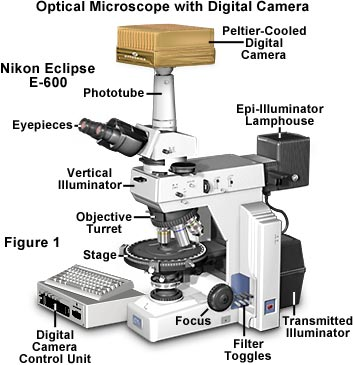 Optical Microscope with Digital Camera
Peltier-Cooled
Digital
Camera
Nikon Eclipse
E-600
Phototube
Eyepieces
Epi-Illuminator
Lamphouse
Vertical
Illuminator
Objective
Turret
Figure 1
Stage
Digital
Camera
Control Unit
Focus
Filter
Toggles
Transmitted
Illuminator